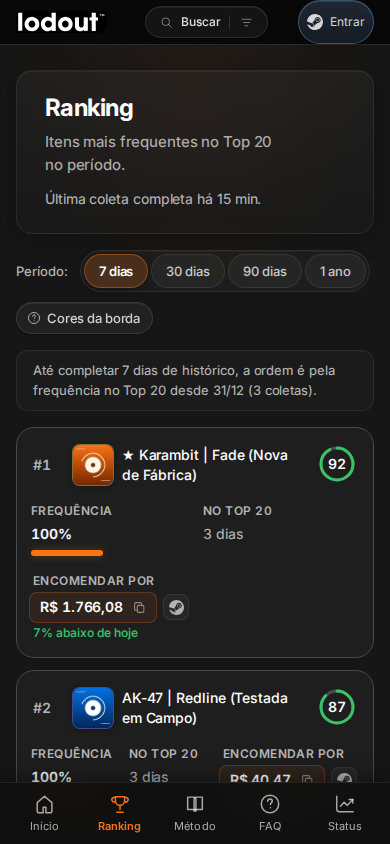 lodout™
Buscar
Entrar
Ranking
Itens mais frequentes no Top 20
no período.
Última coleta completa há 15 min.
Período:
7 dias
30 dias
90 dias
1 ano
Cores da borda
Até completar 7 dias de histórico, a ordem é pela
frequência no Top 20 desde 31/12 (3 coletas).
#1
★ Karambit | Fade (Nova
de Fábrica)
92
FREQUÊNCIA
NO TOP 20
100%
3 dias
ENCOMENDAR POR
R$ 1.766,08
7% abaixo de hoje
#2
AK-47 | Redline (Testada
em Campo)
87
FREQUÊNCIA
NO TOP 20
ENCOMENDAR POR
100%
3 dias
R$ 40,47
Início
Ranking
Método
FAQ
Status